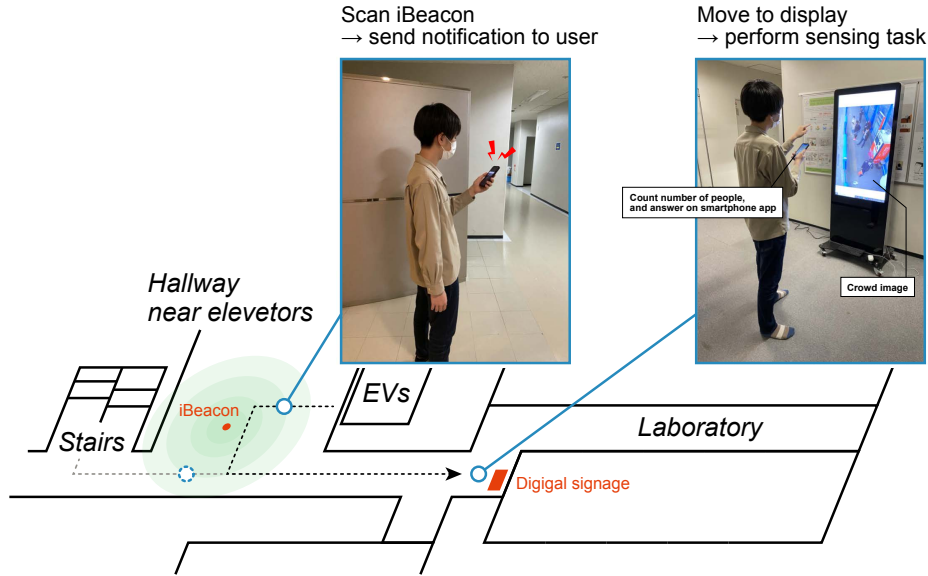 Scan iBeacon
→ send notification to user
Move to display
→ perform sensing task
Count number of people,
and answer on smartphone app
Crowd image
Hallway
near elevetors
iBeacon
EVs
Stairs
Laboratory
Digigal signage